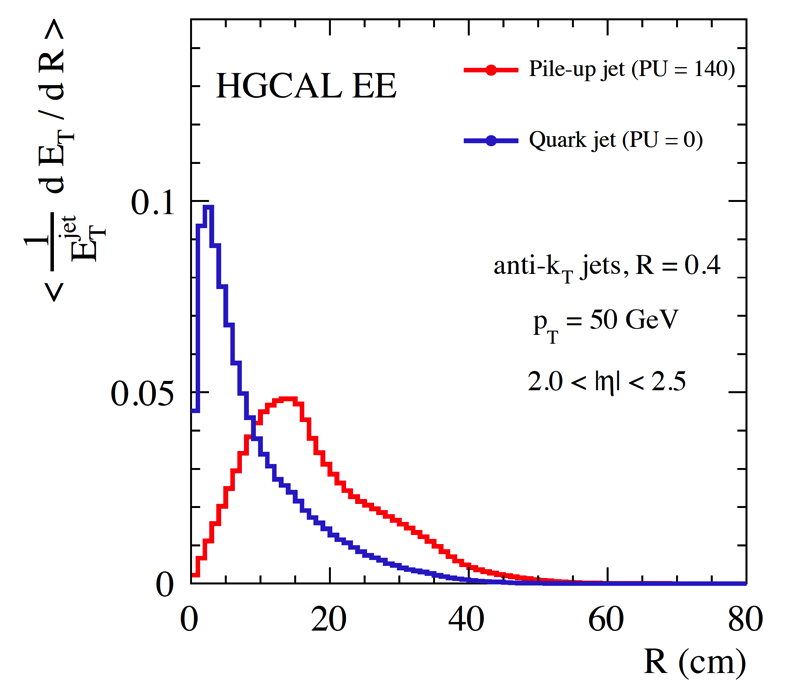 < 1/E_T^jet d E_T / d R >
HGCAL EE
Pile-up jet (PU = 140)
Quark jet (PU = 0)
anti-k_T jets, R = 0.4
p_T = 50 GeV
2.0 < |η| < 2.5
0.1
0.05
0
0 20 40 60 80
R (cm)